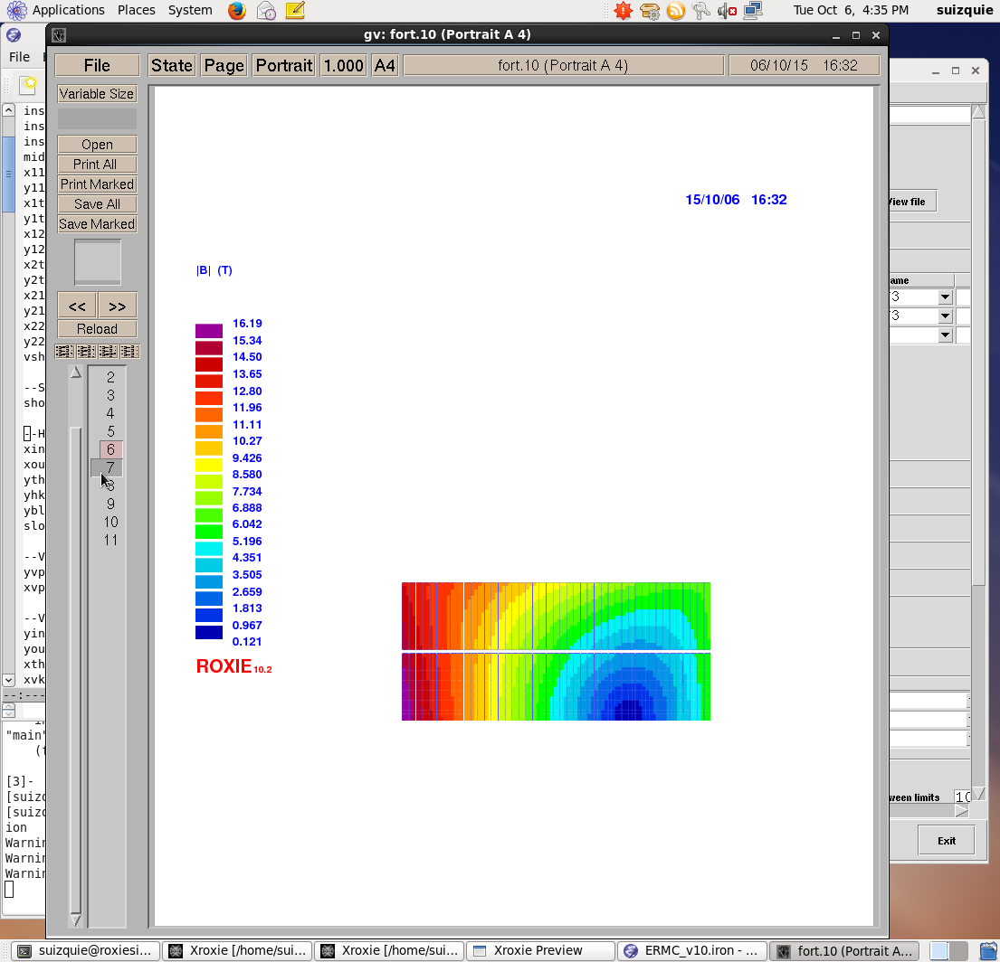 Applications Places System
Tue Oct 6, 4:35 PM suizquie
gv: fort.10 (Portrait A 4)
File
File State Page Portrait 1.000 A4 fort.10 (Portrait A 4) 06/10/15 16:32
Variable Size
Open
Print All
Print Marked
Save All
Save Marked
<< >>
Reload
2
3
4
5
6
7
8
9
10
11
ins
ins
ins
mid
x11
y11
x1t
y1t
x12
y12
x2t
y2t
x21
y21
x22
y22
vsh
--S
sho
--H
xin
xou
yth
yhk
ybl
slo
--V
yvp
xvp
--V
yin
you
xth
xvk
--:---
"main"
(f
[3]-
[suizq
[suizq
ion
Warnin
Warnin
Warnin
15/10/06 16:32
|B| (T)
16.19
15.34
14.50
13.65
12.80
11.96
11.11
10.27
9.426
8.580
7.734
6.888
6.042
5.196
4.351
3.505
2.659
1.813
0.967
0.121
ROXIE 10.2
View file
ame
3
3
ween limits 10
Exit
suizquie@roxiesi... Xroxie [/home/sui... Xroxie [/home/sui... Xroxie Preview ERMC_v10.iron - ... fort.10 (Portrait A 4)